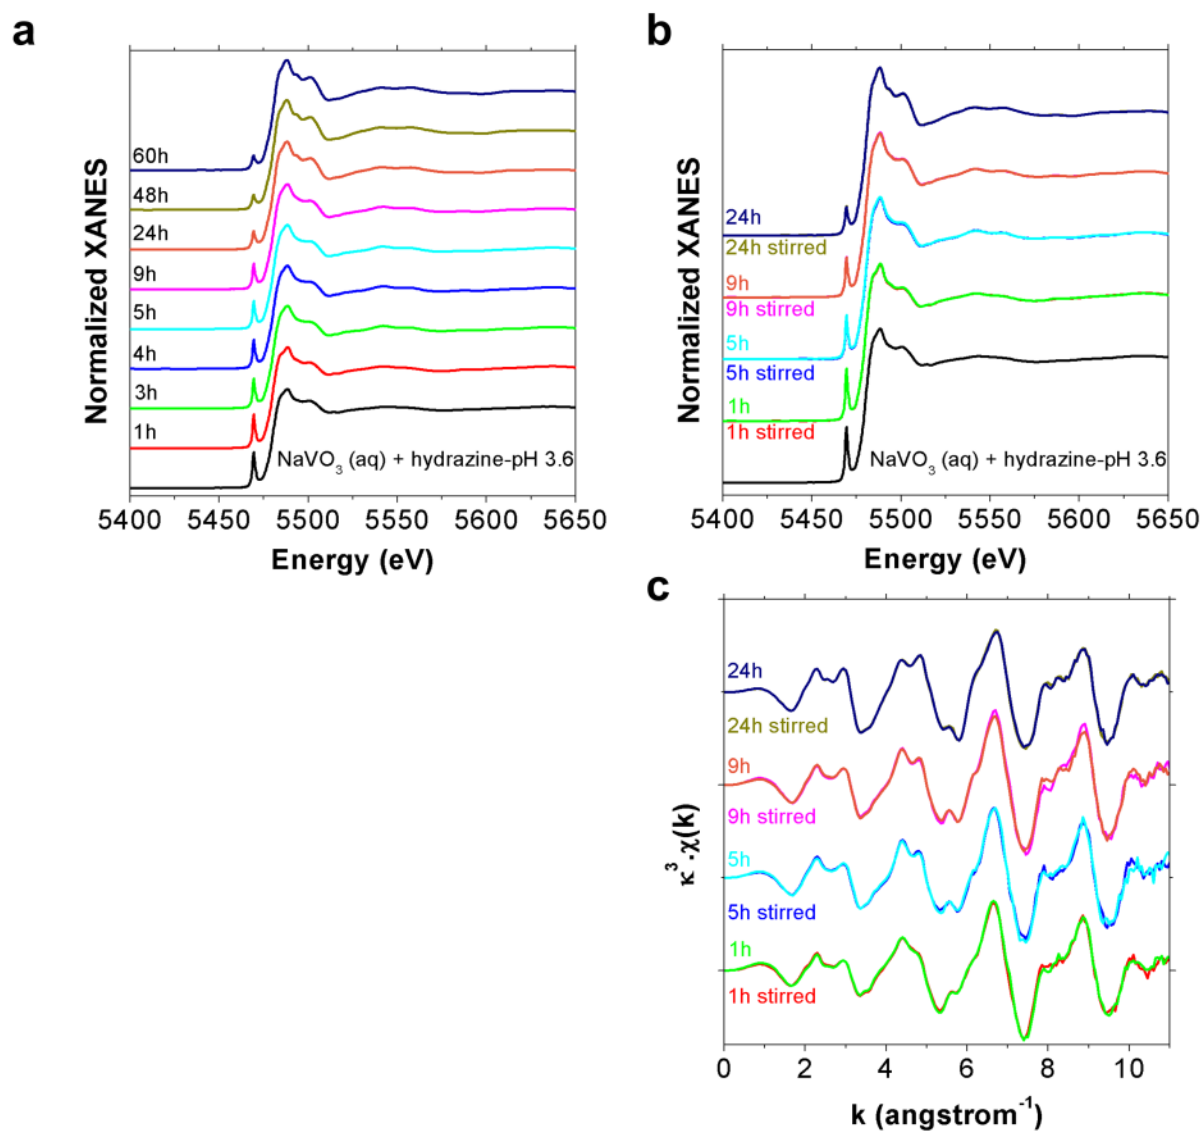 a
Normalized XANES
60h
48h
24h
9h
5h
4h
3h
1h
NaVO₃ (aq) + hydrazine-pH 3.6
5400 5450 5500 5550 5600 5650
Energy (eV)
b
Normalized XANES
24h
24h stirred
9h
9h stirred
5h
5h stirred
1h
1h stirred
NaVO₃ (aq) + hydrazine-pH 3.6
5400 5450 5500 5550 5600 5650
Energy (eV)
c
κ³.χ(k)
24h
24h stirred
9h
9h stirred
5h
5h stirred
1h
1h stirred
0 2 4 6 8 10
k (angstrom⁻¹)